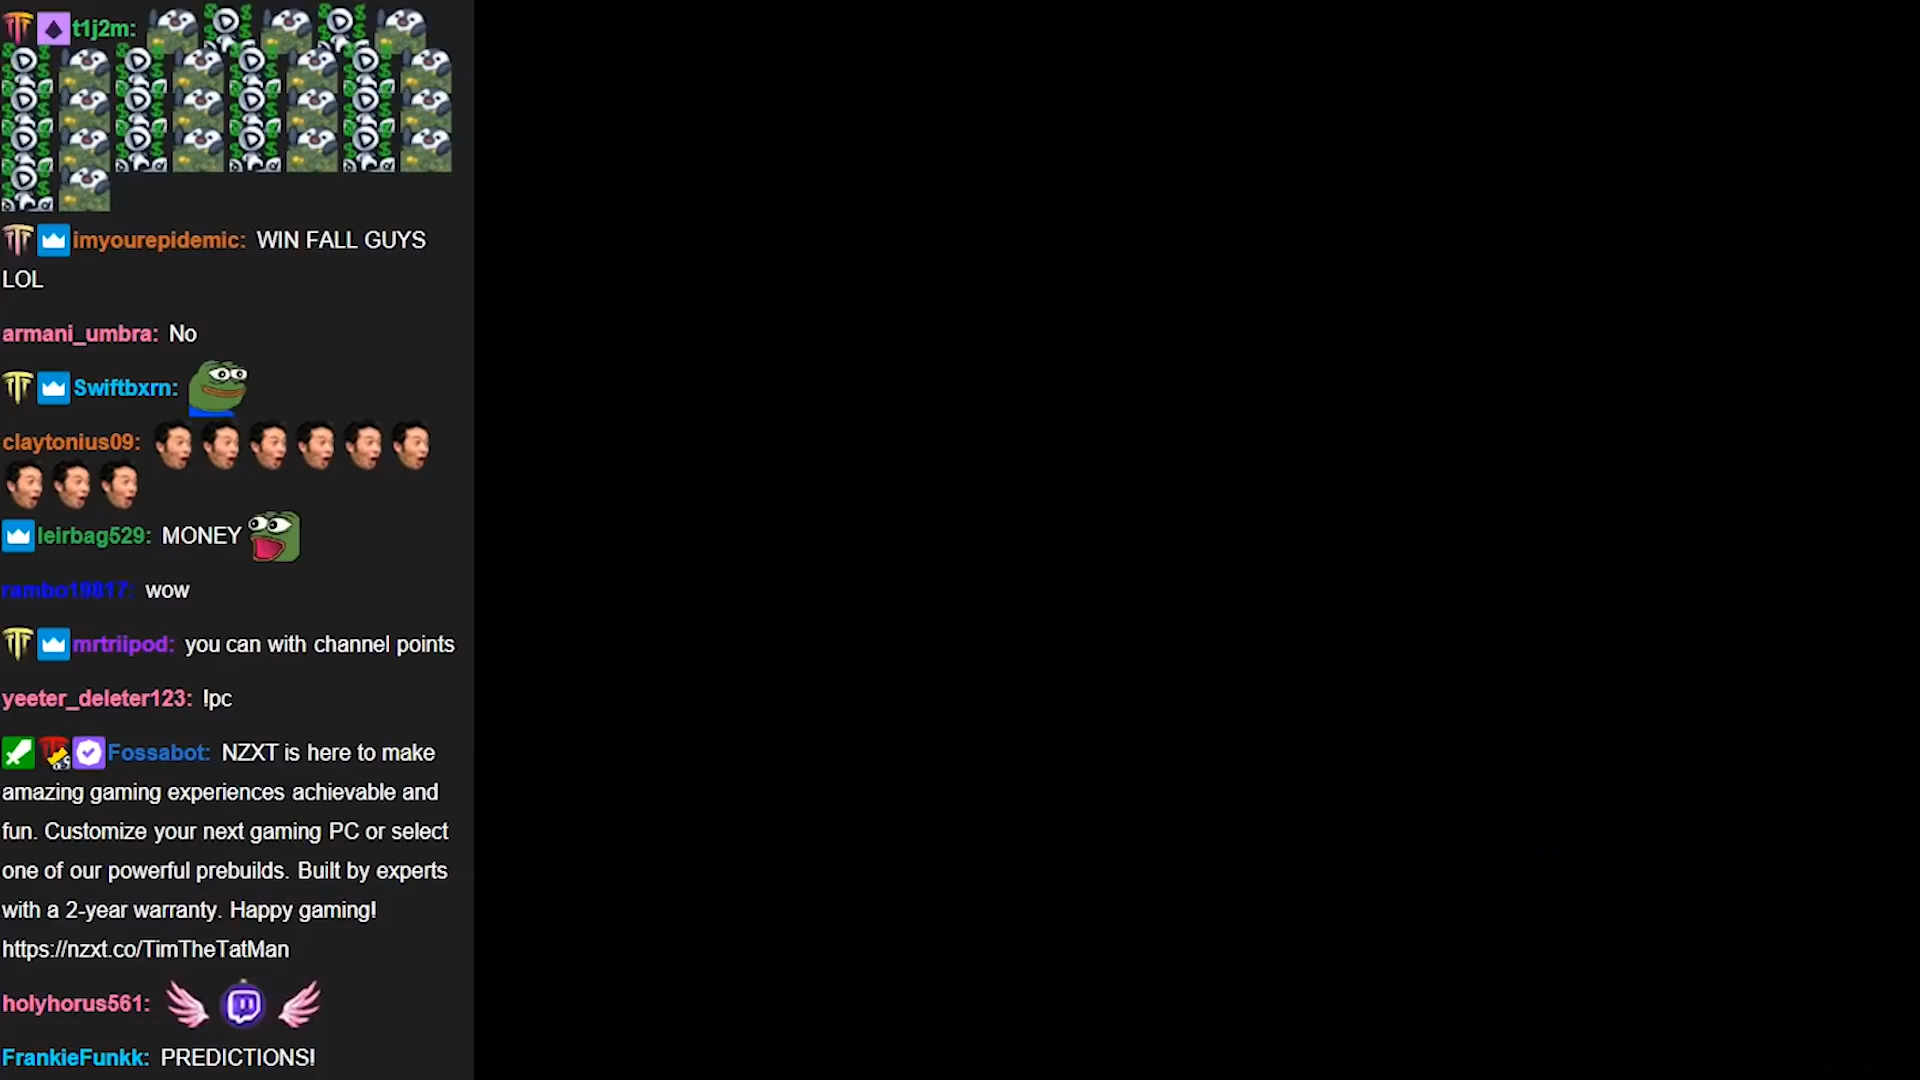 t1j2m:
imyourepidemic: WIN FALL GUYS
LOL
armani_umbra: No
Swiftbxrn:
claytonius09:
leirbag529: MONEY
rambo19817: wow
mrtriipod: you can with channel points
yeeter_deleter123: !pc
Fossabot: NZXT is here to make
amazing gaming experiences achievable and
fun. Customize your next gaming PC or select
one of our powerful prebuilds. Built by experts
with a 2-year warranty. Happy gaming!
https://nzxt.co/TimTheTatMan
holyhorus561:
FrankieFunkk: PREDICTIONS!